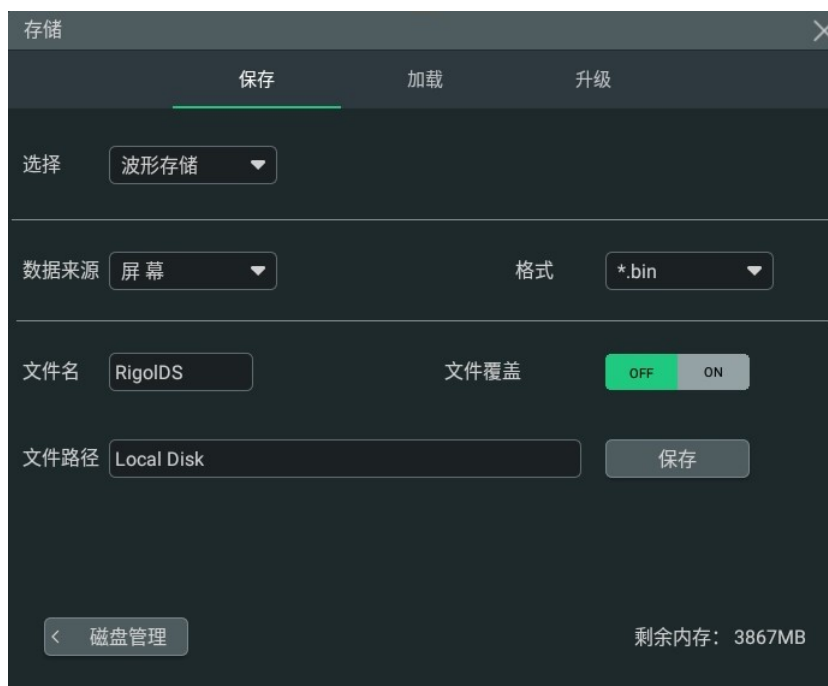 存储
保存 加载 升级
选择 波形存储
数据来源 屏 幕 格式 *.bin
文件名 RigolDS 文件覆盖 OFF ON
文件路径 Local Disk 保存
磁盘管理 剩余内存： 3867MB